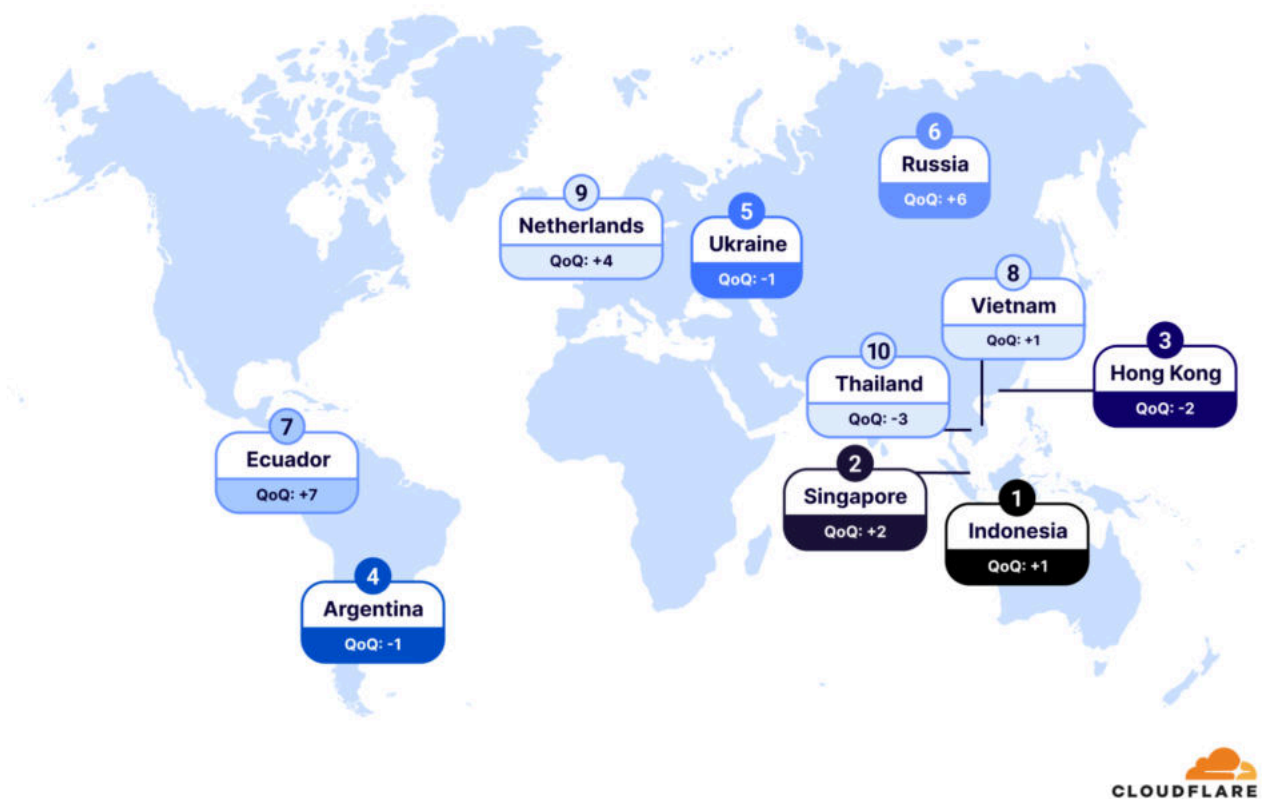 6
Russia
QoQ: +6
9
Netherlands
QoQ: +4
5
Ukraine
QoQ: -1
8
Vietnam
QoQ: +1
3
Hong Kong
QoQ: -2
10
Thailand
QoQ: -3
7
Ecuador
QoQ: +7
2
Singapore
QoQ: +2
1
Indonesia
QoQ: +1
4
Argentina
QoQ: -1
CLOUDFLARE